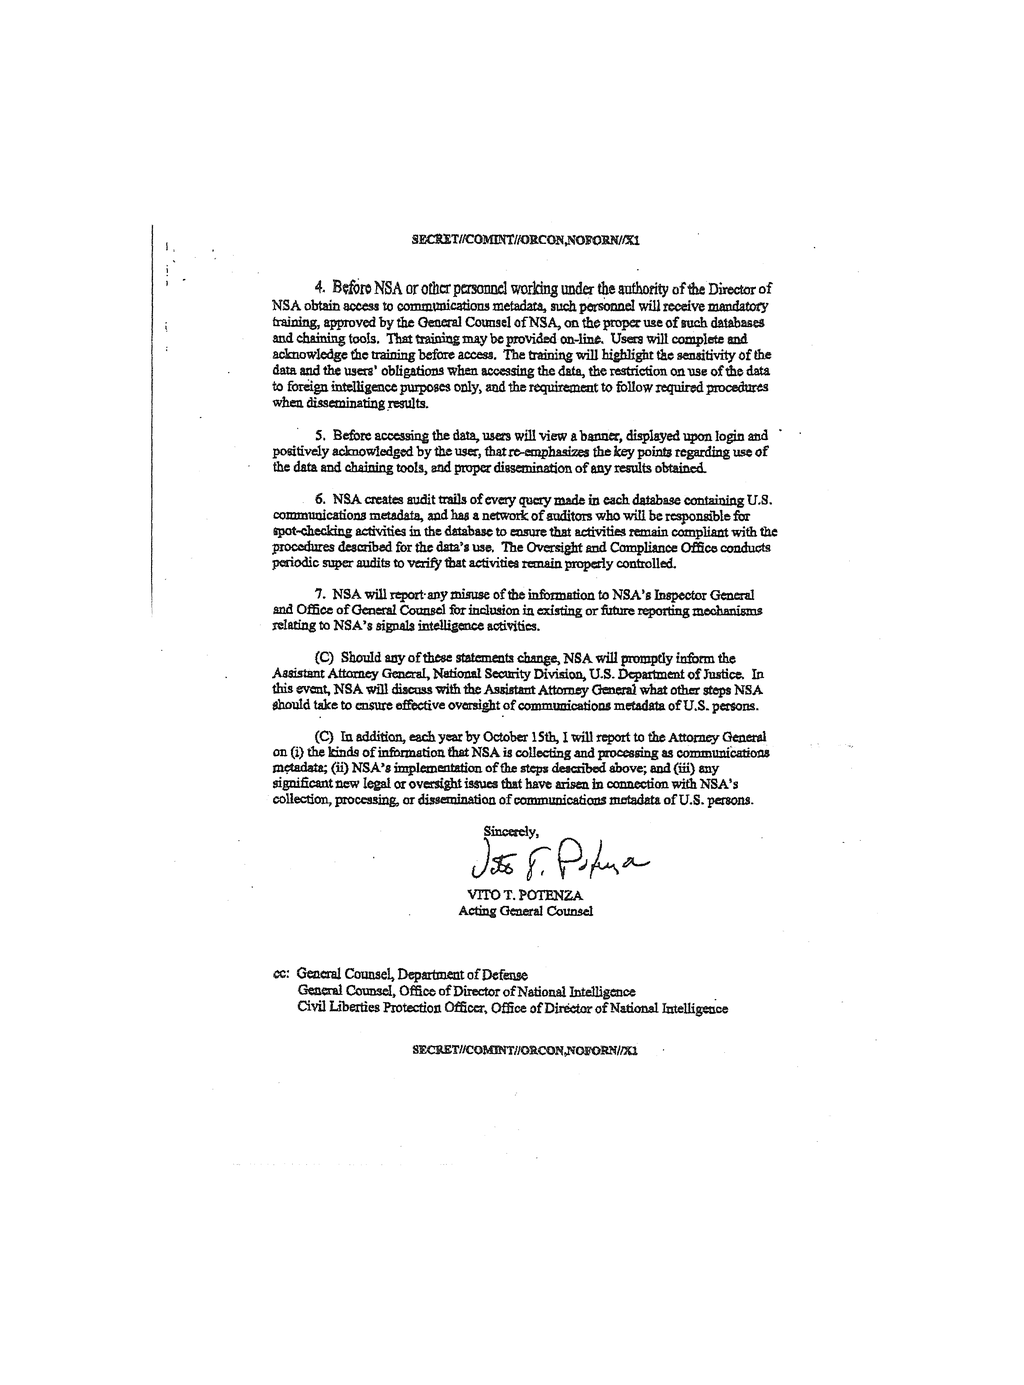 SECRET//COMINT//ORCON,NOFORN//X1
4. Before NSA or other personnel working under the authority of the Director of
NSA obtain access to communications metadata, such personnel will receive mandatory
training, approved by the General Counsel of NSA, on the proper use of such databases
and chaining tools. That training may be provided on-line. Users will complete and
acknowledge the training before access. The training will highlight the sensitivity of the
data and the users' obligations when accessing the data, the restriction on use of the data
to foreign intelligence purposes only, and the requirement to follow required procedures
when disseminating results.
5. Before accessing the data, users will view a banner, displayed upon login and
positively acknowledged by the user, that re-emphasizes the key points regarding use of
the data and chaining tools, and proper dissemination of any results obtained.
6. NSA creates audit trails of every query made in each database containing U.S.
communications metadata, and has a network of auditors who will be responsible for
spot-checking activities in the database to ensure that activities remain compliant with the
procedures described for the data's use. The Oversight and Compliance Office conducts
periodic super audits to verify that activities remain properly controlled.
7. NSA will report any misuse of the information to NSA's Inspector General
and Office of General Counsel for inclusion in existing or future reporting mechanisms
relating to NSA's signals intelligence activities.
(C) Should any of these statements change, NSA will promptly inform the
Assistant Attorney General, National Security Division, U.S. Department of Justice. In
this event, NSA will discuss with the Assistant Attorney General what other steps NSA
should take to ensure effective oversight of communications metadata of U.S. persons.
(C) In addition, each year by October 15th, I will report to the Attorney General
on (i) the kinds of information that NSA is collecting and processing as communications
metadata; (ii) NSA's implementation of the steps described above; and (iii) any
significant new legal or oversight issues that have arisen in connection with NSA's
collection, processing, or dissemination of communications metadata of U.S. persons.
Sincerely,
Vito T. Potenza
VITO T. POTENZA
Acting General Counsel
cc: General Counsel, Department of Defense
General Counsel, Office of Director of National Intelligence
Civil Liberties Protection Officer, Office of Director of National Intelligence
SECRET//COMINT//ORCON,NOFORN//X1